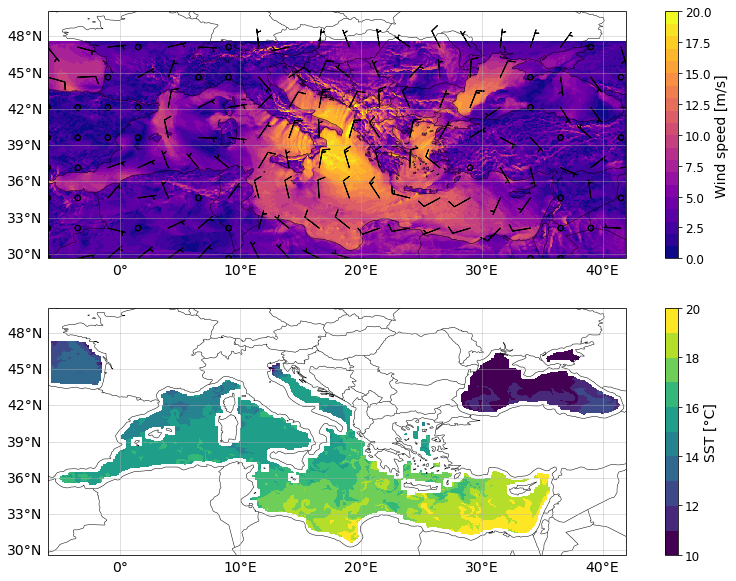 48°N
45°N
42°N
39°N
36°N
33°N
30°N
0°
10°E
20°E
30°E
40°E
20.0
17.5
15.0
12.5
10.0
7.5
5.0
2.5
0.0
Wind speed [m/s]
48°N
45°N
42°N
39°N
36°N
33°N
30°N
0°
10°E
20°E
30°E
40°E
20
18
16
14
12
10
SST [°C]